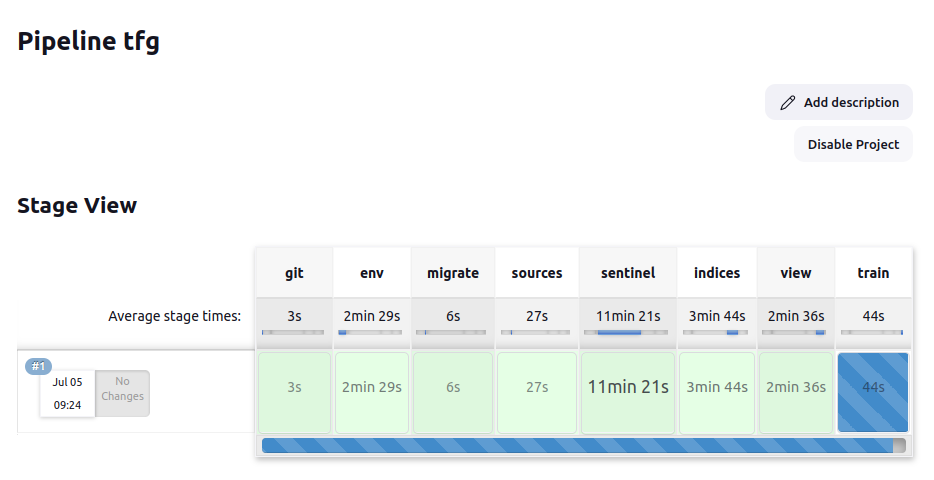 Pipeline tfg
Add description
Disable Project
Stage View
git env migrate sources sentinel indices view train
Average stage times: 3s 2min 29s 6s 27s 11min 21s 3min 44s 2min 36s 44s
#1
Jul 05
09:24
No
Changes
3s 2min 29s 6s 27s 11min 21s 3min 44s 2min 36s 44s